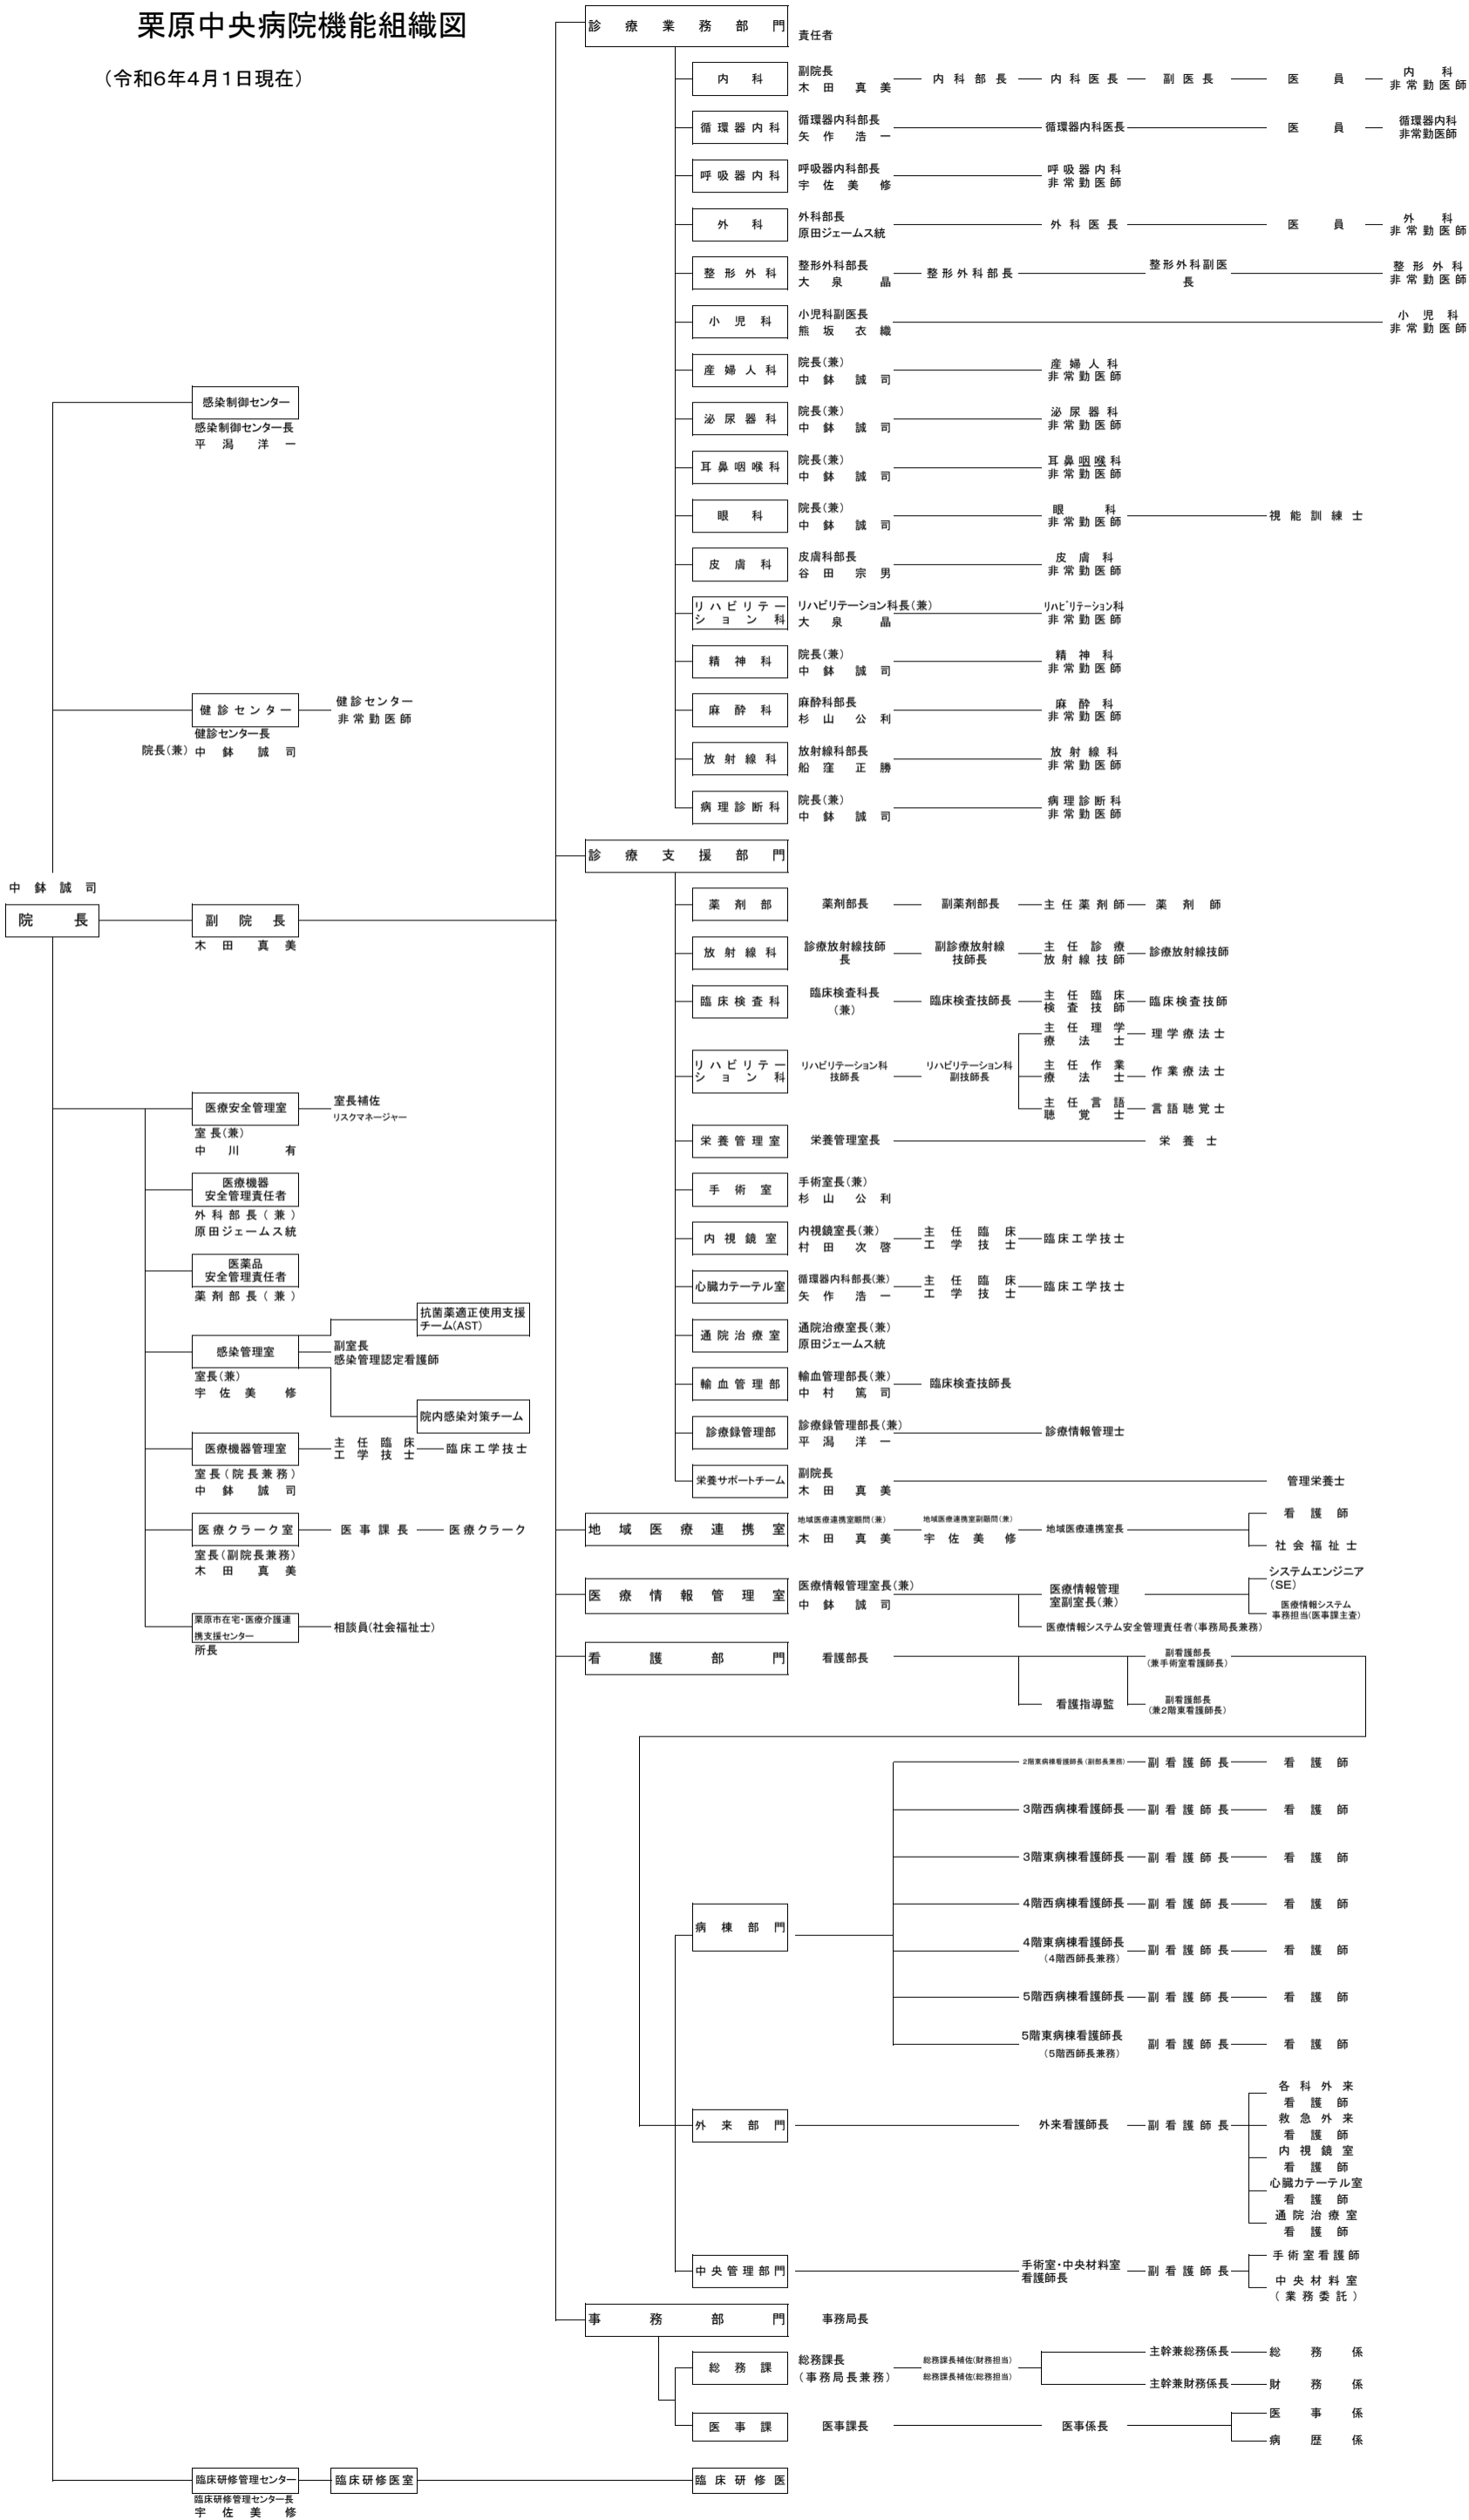 栗原中央病院機能組織図
（令和6年4月1日現在）
診療業務部門
責任者
内科
副院長
木田真美
内科部長
内科医長
副医長
医員
内科
非常勤医師
循環器内科
循環器内科部長
矢作浩一
循環器内科医長
医員
循環器内科
非常勤医師
呼吸器内科
呼吸器内科部長
宇佐美修
呼吸器内科
非常勤医師
外科
外科部長
原田ジェームス統
外科医長
医員
外科
非常勤医師
整形外科
整形外科部長
大泉晶
整形外科部長
整形外科副医
長
整形外科
非常勤医師
小児科
小児科副医長
熊坂衣織
小児科
非常勤医師
産婦人科
院長（兼）
中鉢誠司
産婦人科
非常勤医師
泌尿器科
院長（兼）
中鉢誠司
泌尿器科
非常勤医師
耳鼻咽喉科
院長（兼）
中鉢誠司
耳鼻咽喉科
非常勤医師
眼科
院長（兼）
中鉢誠司
眼科
非常勤医師
視能訓練士
皮膚科
皮膚科部長
谷田宗男
皮膚科
非常勤医師
リハビリテー
ション科
リハビリテーション科長（兼）
大泉晶
ﾘﾊﾋﾞﾘテーション科
非常勤医師
精神科
院長（兼）
中鉢誠司
精神科
非常勤医師
麻酔科
麻酔科部長
杉山公利
麻酔科
非常勤医師
放射線科
放射線科部長
船窪正勝
放射線科
非常勤医師
病理診断科
院長（兼）
中鉢誠司
病理診断科
非常勤医師
感染制御センター
感染制御センター長
平潟洋一
健診センター
健診センター
非常勤医師
健診センター長
院長（兼）中鉢誠司
中鉢誠司
院長
副院長
木田真美
診療支援部門
薬剤部
薬剤部長
副薬剤部長
主任薬剤師
薬剤師
放射線科
診療放射線技師
長
副診療放射線
技師長
主任診療
放射線技師
診療放射線技師
臨床検査科
臨床検査科長
（兼）
臨床検査技師長
主任臨床
検査技師
臨床検査技師
リハビリテー
ション科
リハビリテーション科
技師長
リハビリテーション科
副技師長
主任理学
療法士
理学療法士
主任作業
療法士
作業療法士
主任言語
聴覚士
言語聴覚士
栄養管理室
栄養管理室長
栄養士
手術室
手術室長（兼）
杉山公利
内視鏡室
内視鏡室長（兼）
村田次啓
主任臨床
工学技士
臨床工学技士
心臓カテーテル室
循環器内科部長（兼）
矢作浩一
主任臨床
工学技士
臨床工学技士
通院治療室
通院治療室長（兼）
原田ジェームス統
輸血管理部
輸血管理部長（兼）
中村篤司
臨床検査技師長
診療録管理部
診療録管理部長（兼）
平潟洋一
診療情報管理士
栄養サポートチーム
副院長
木田真美
管理栄養士
医療安全管理室
室長補佐
リスクマネージャー
室長（兼）
中川有
医療機器
安全管理責任者
外科部長（兼）
原田ジェームス統
医薬品
安全管理責任者
薬剤部長（兼）
抗菌薬適正使用支援
チーム（AST）
感染管理室
副室長
感染管理認定看護師
室長（兼）
宇佐美修
院内感染対策チーム
医療機器管理室
主任臨床
工学技士
臨床工学技士
室長（院長兼務）
中鉢誠司
医療クラーク室
医事課長
医療クラーク
室長（副院長兼務）
木田真美
栗原市在宅・医療介護連
携支援センター
相談員（社会福祉士）
所長
地域医療連携室
地域医療連携室顧問（兼）
木田真美
地域医療連携室副顧問（兼）
宇佐美修
地域医療連携室長
看護師
社会福祉士
医療情報管理室
医療情報管理室長（兼）
中鉢誠司
医療情報管理
室副室長（兼）
システムエンジニア
（SE）
医療情報システム
事務担当（医事課主査）
医療情報システム安全管理責任者（事務局長兼務）
看護部門
看護部長
副看護部長
（兼手術室看護師長）
看護指導監
副看護部長
（兼2階東看護師長）
2階東病棟看護師長（副部長兼務）
副看護師長
看護師
3階西病棟看護師長
副看護師長
看護師
3階東病棟看護師長
副看護師長
看護師
病棟部門
4階西病棟看護師長
副看護師長
看護師
4階東病棟看護師長
（4階西師長兼務）
副看護師長
看護師
5階西病棟看護師長
副看護師長
看護師
5階東病棟看護師長
（5階西師長兼務）
副看護師長
看護師
外来部門
外来看護師長
副看護師長
各科外来
看護師
救急外来
看護師
内視鏡室
看護師
心臓カテーテル室
看護師
通院治療室
看護師
中央管理部門
手術室・中央材料室
看護師長
副看護師長
手術室看護師
中央材料室
（業務委託）
事務部門
事務局長
総務課
総務課長
（事務局長兼務）
総務課長補佐（財務担当）
総務課長補佐（総務担当）
主幹兼総務係長
総務係
主幹兼財務係長
財務係
医事課
医事課長
医事係長
医事係
病歴係
臨床研修管理センター
臨床研修医室
臨床研修医
臨床研修管理センター長
宇佐美修